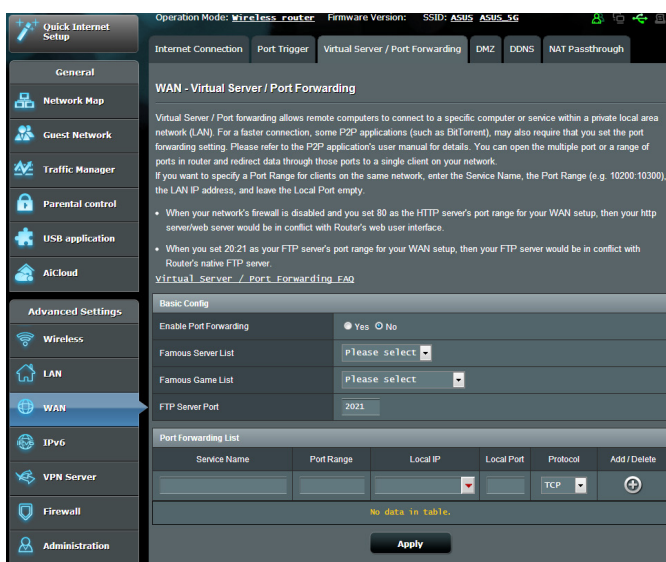 Quick Internet
Setup
Operation Mode: Wireless router Firmware Version: SSID: ASUS ASUS_5G
Internet Connection Port Trigger Virtual Server / Port Forwarding DMZ DDNS NAT Passthrough
General
Network Map
Guest Network
Traffic Manager
Parental control
USB application
AiCloud
Advanced Settings
Wireless
LAN
WAN
IPv6
VPN Server
Firewall
Administration
WAN - Virtual Server / Port Forwarding
Virtual Server / Port forwarding allows remote computers to connect to a specific computer or service within a private local area
network (LAN). For a faster connection, some P2P applications (such as BitTorrent), may also require that you set the port
forwarding setting. Please refer to the P2P application's user manual for details. You can open the multiple port or a range of
ports in router and redirect data through those ports to a single client on your network.
If you want to specify a Port Range for clients on the same network, enter the Service Name, the Port Range (e.g. 10200:10300),
the LAN IP address, and leave the Local Port empty.
• When your network's firewall is disabled and you set 80 as the HTTP server's port range for your WAN setup, then your http
server/web server would be in conflict with Router's web user interface.
• When you set 20:21 as your FTP server's port range for your WAN setup, then your FTP server would be in conflict with
Router's native FTP server.
Virtual Server / Port Forwarding FAQ
Basic Config
Enable Port Forwarding Yes No
Famous Server List Please select
Famous Game List Please select
FTP Server Port 2021
Port Forwarding List
Service Name Port Range Local IP Local Port Protocol Add / Delete
TCP
No data in table.
Apply